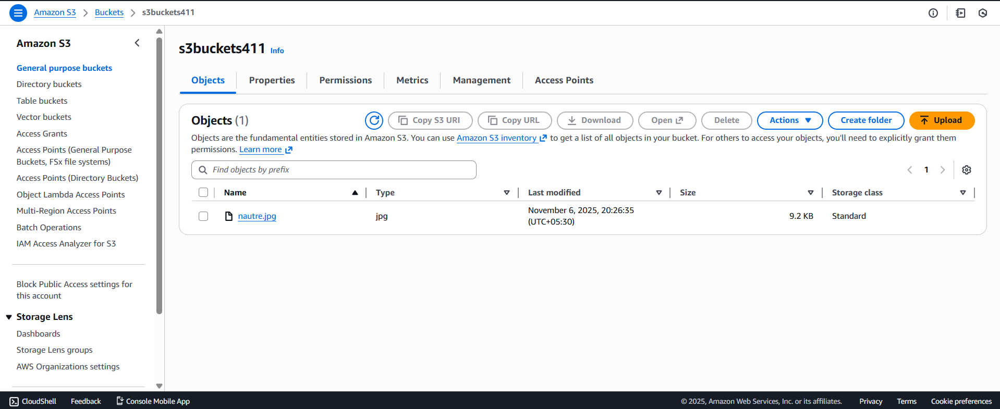 Amazon S3 > Buckets > s3buckets411
Amazon S3
General purpose buckets
Directory buckets
Table buckets
Vector buckets
Access Grants
Access Points (General Purpose
Buckets, FSx file systems)
Access Points (Directory Buckets)
Object Lambda Access Points
Multi-Region Access Points
Batch Operations
IAM Access Analyzer for S3
Block Public Access settings for
this account
Storage Lens
Dashboards
Storage Lens groups
AWS Organizations settings
s3buckets411 Info
Objects Properties Permissions Metrics Management Access Points
Objects (1) Copy S3 URI Copy URL Download Open Delete Actions Create folder Upload
Objects are the fundamental entities stored in Amazon S3. You can use Amazon S3 inventory to get a list of all objects in your bucket. For others to access your objects, you'll need to explicitly grant them
permissions. Learn more
Find objects by prefix 1
Name Type Last modified Size Storage class
nautre.jpg jpg November 6, 2025, 20:26:35 9.2 KB Standard
(UTC+05:30)
CloudShell Feedback Console Mobile App © 2025, Amazon Web Services, Inc. or its affiliates. Privacy Terms Cookie preferences